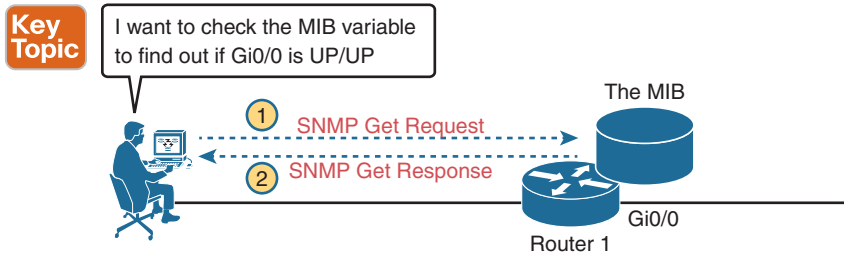 Key
Topic
I want to check the MIB variable
to find out if Gi0/0 is UP/UP
The MIB
1
SNMP Get Request
SNMP Get Response
2
Gi0/0
Router 1